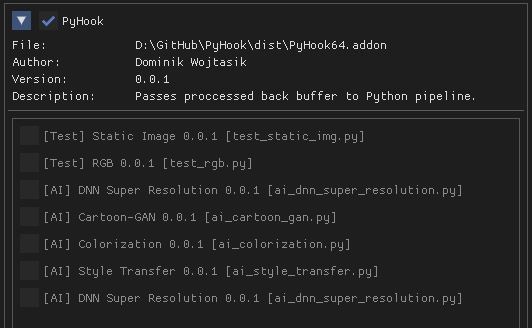 PyHook
File: D:\GitHub\PyHook\dist\PyHook64.addon
Author: Dominik Wojtasik
Version: 0.0.1
Description: Passes proccessed back buffer to Python pipeline.
[Test] Static Image 0.0.1 [test_static_img.py]
[Test] RGB 0.0.1 [test_rgb.py]
[AI] DNN Super Resolution 0.0.1 [ai_dnn_super_resolution.py]
[AI] Cartoon-GAN 0.0.1 [ai_cartoon_gan.py]
[AI] Colorization 0.0.1 [ai_colorization.py]
[AI] Style Transfer 0.0.1 [ai_style_transfer.py]
[AI] DNN Super Resolution 0.0.1 [ai_dnn_super_resolution.py]